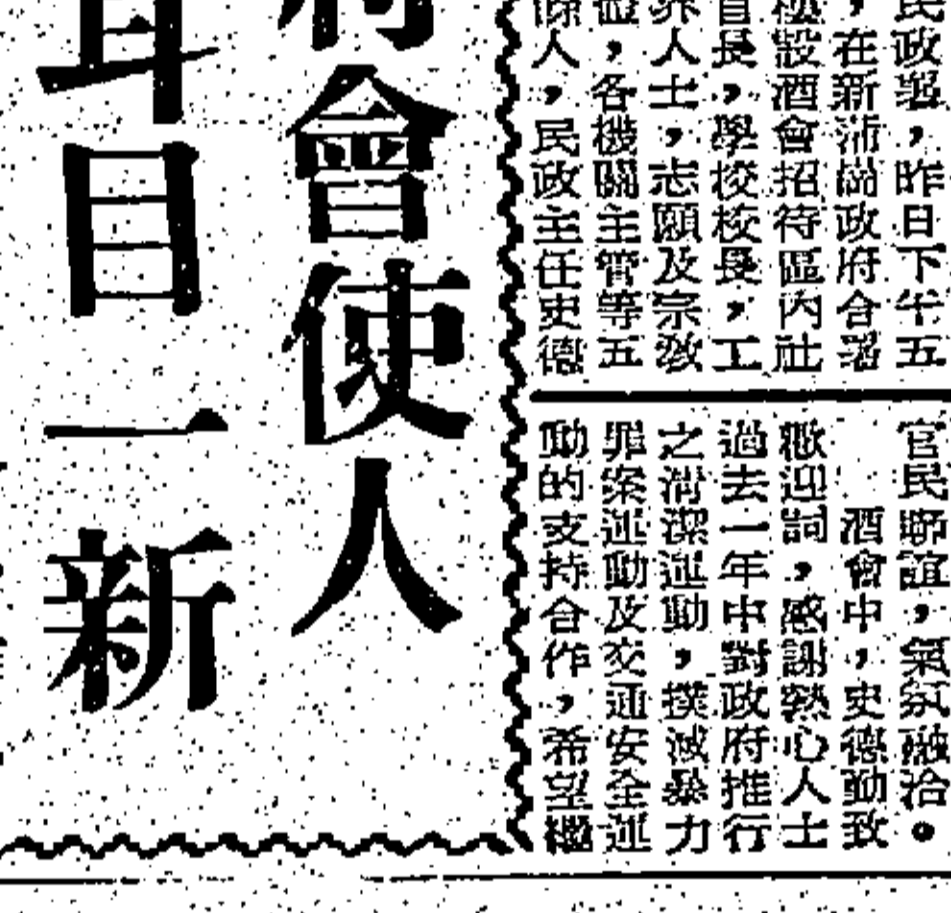 民政署，昨日下午五
，在新蒲崗政府合署
極設酒會招待區內社
首長，學校校長，工
界人士，志願及宗教
，各機關主管等五
條人，民政主任史德
官民聯誼，氣氛融洽。
酒會中，史德勤致
歡迎詞，感謝熱心人士
過去一年中對政府推行
之清潔運動，撲滅暴力
罪案運動及交通安全運
動的支持合作，希望繼
會使人
耳目一新